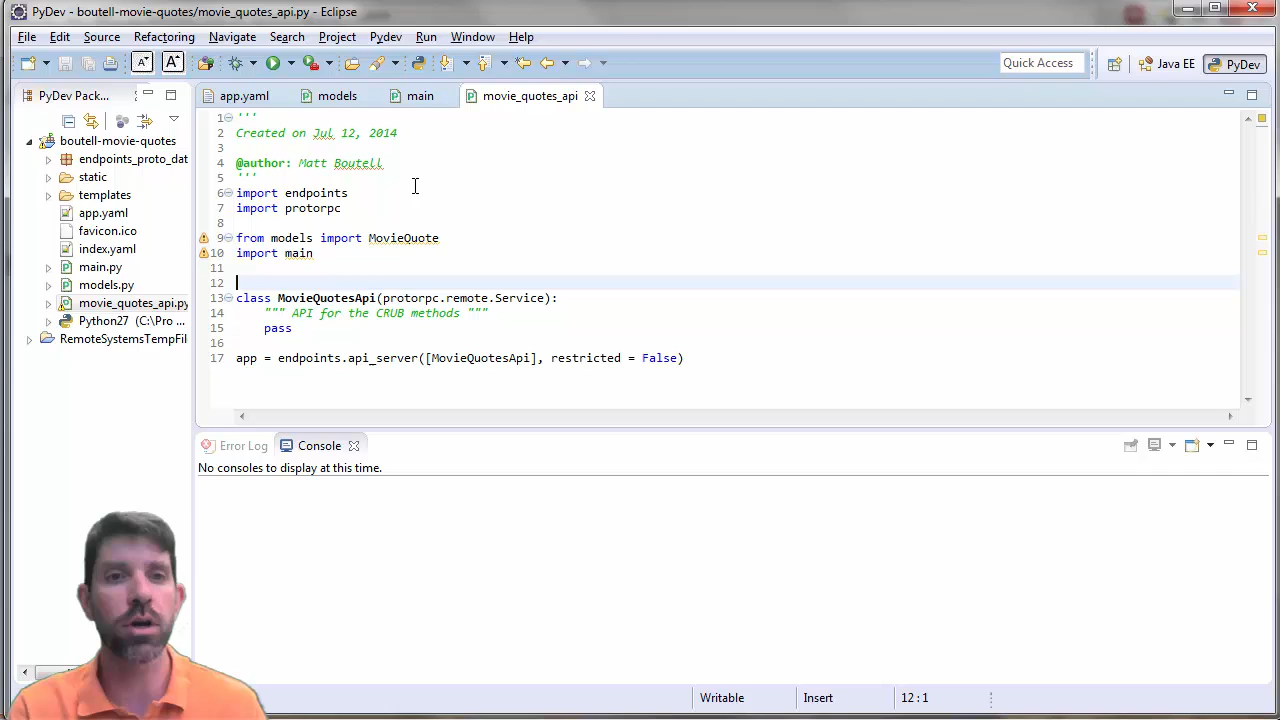 PyDev - boutell-movie-quotes/movie_quotes_api.py - Eclipse
File Edit Source Refactoring Navigate Search Project Pydev Run Window Help
Quick Access Java EE PyDev
PyDev Pack...
app.yaml models main movie_quotes_api
boutell-movie-quotes
endpoints_proto_dat
static
templates
app.yaml
favicon.ico
index.yaml
main.py
models.py
movie_quotes_api.py
Python27 (C:\Pro ...
RemoteSystemsTempFil
1 '''
2 Created on Jul 12, 2014
3
4 @author: Matt Boutell
5 '''
6 import endpoints
7 import protorpc
8
9 from models import MovieQuote
10 import main
11
12
13 class MovieQuotesApi(protorpc.remote.Service):
14 """ API for the CRUB methods """
15 pass
16
17 app = endpoints.api_server([MovieQuotesApi], restricted = False)
Error Log Console
No consoles to display at this time.
Writable Insert 12 : 1